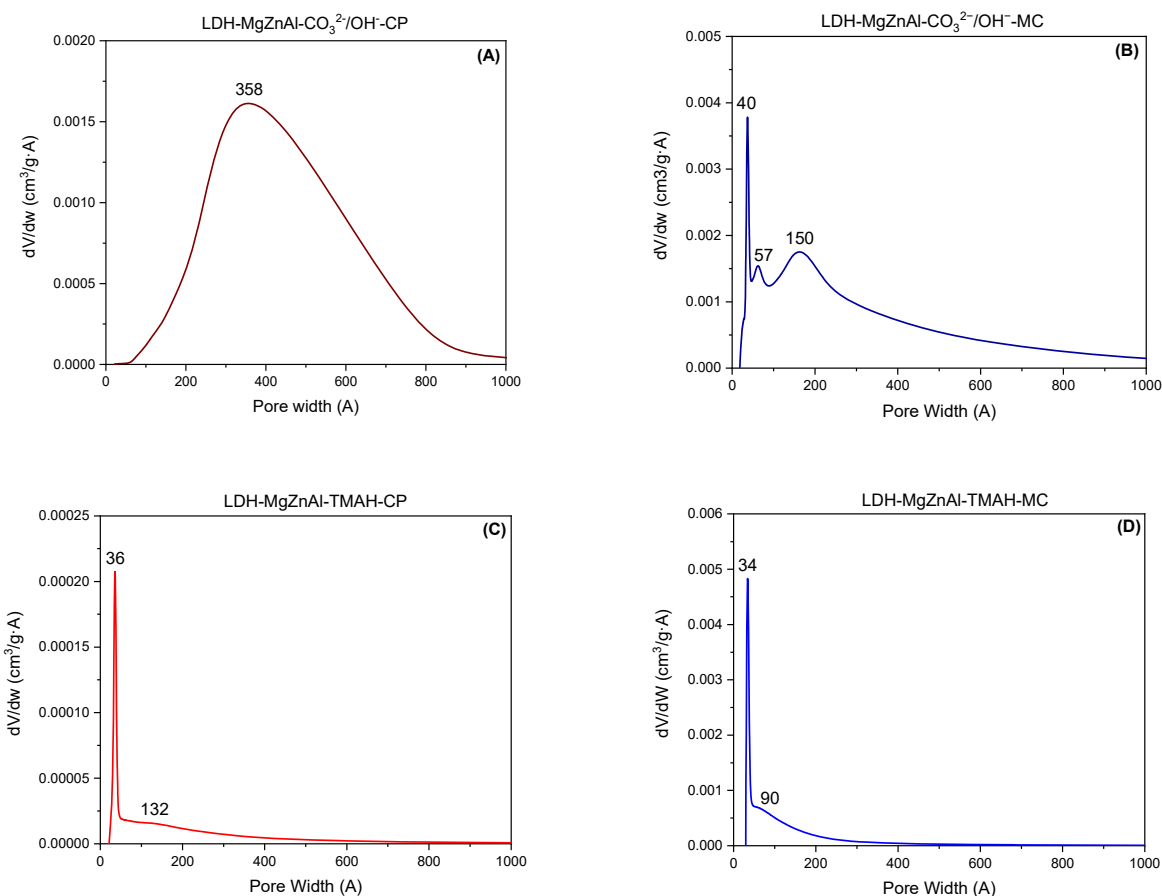 LDH-MgZnAl-CO₃²⁻/OH⁻-CP
(A)
358
0.0020
0.0015
0.0010
0.0005
0.0000
dV/dw (cm³/g·A)
0 200 400 600 800 1000
Pore width (A)
LDH-MgZnAl-CO₃²⁻/OH⁻-MC
(B)
40
57
150
0.005
0.004
0.003
0.002
0.001
0.000
dV/dw (cm3/g·A)
0 200 400 600 800 1000
Pore Width (A)
LDH-MgZnAl-TMAH-CP
(C)
36
132
0.00025
0.00020
0.00015
0.00010
0.00005
0.00000
dV/dw (cm³/g·A)
0 200 400 600 800 1000
Pore Width (A)
LDH-MgZnAl-TMAH-MC
(D)
34
90
0.006
0.005
0.004
0.003
0.002
0.001
0.000
dV/dW (cm³/g·A)
0 200 400 600 800 1000
Pore Width (A)